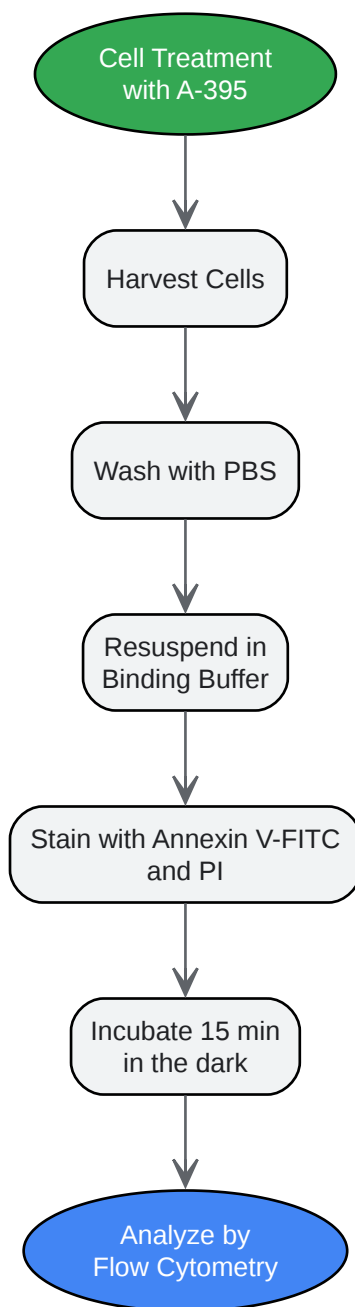 Cell Treatment
with A-395
Harvest Cells
Wash with PBS
Resuspend in
Binding Buffer
Stain with Annexin V-FITC
and PI
Incubate 15 min
in the dark
Analyze by
Flow Cytometry